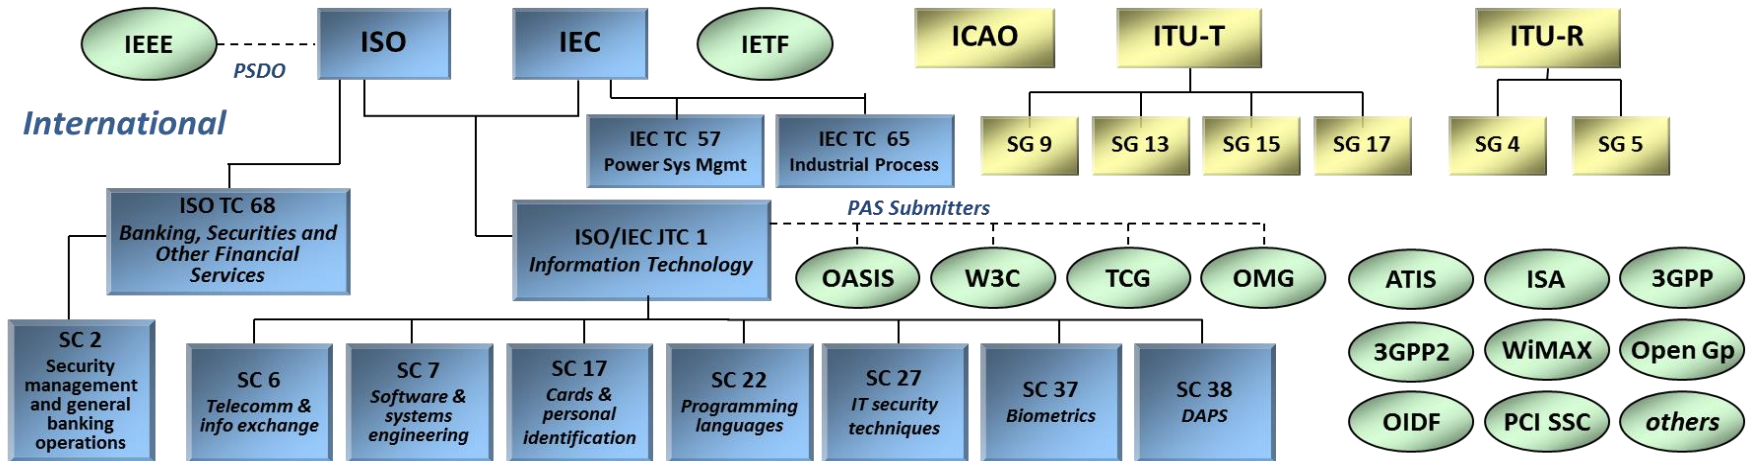 IEEE
PSDO
ISO
IEC
IETF
ICAO
ITU-T
ITU-R
International
IEC TC 57
Power Sys Mgmt
IEC TC 65
Industrial Process
SG 9
SG 13
SG 15
SG 17
SG 4
SG 5
ISO TC 68
Banking, Securities and
Other Financial
Services
ISO/IEC JTC 1
Information Technology
PAS Submitters
OASIS
W3C
TCG
OMG
ATIS
ISA
3GPP
3GPP2
WiMAX
Open Gp
OIDF
PCI SSC
others
SC 2
Security
management
and general
banking
operations
SC 6
Telecomm &
info exchange
SC 7
Software &
systems
engineering
SC 17
Cards &
personal
identification
SC 22
Programming
languages
SC 27
IT security
techniques
SC 37
Biometrics
SC 38
DAPS